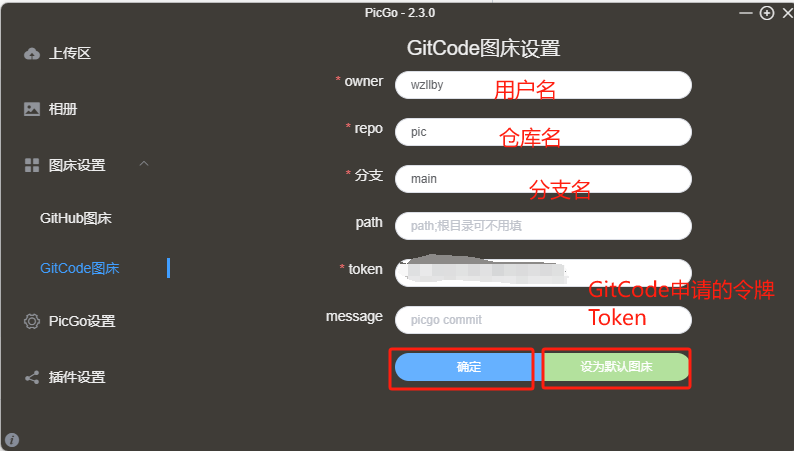 PicGo - 2.3.0
上传区
相册
图床设置
GitHub图床
GitCode图床
PicGo设置
插件设置
GitCode图床设置
* owner
wzllby
用户名
* repo
pic
仓库名
* 分支
main
分支名
path
path;根目录可不用填
* token
GitCode申请的令牌
Token
message
picgo commit
确定
设为默认图床